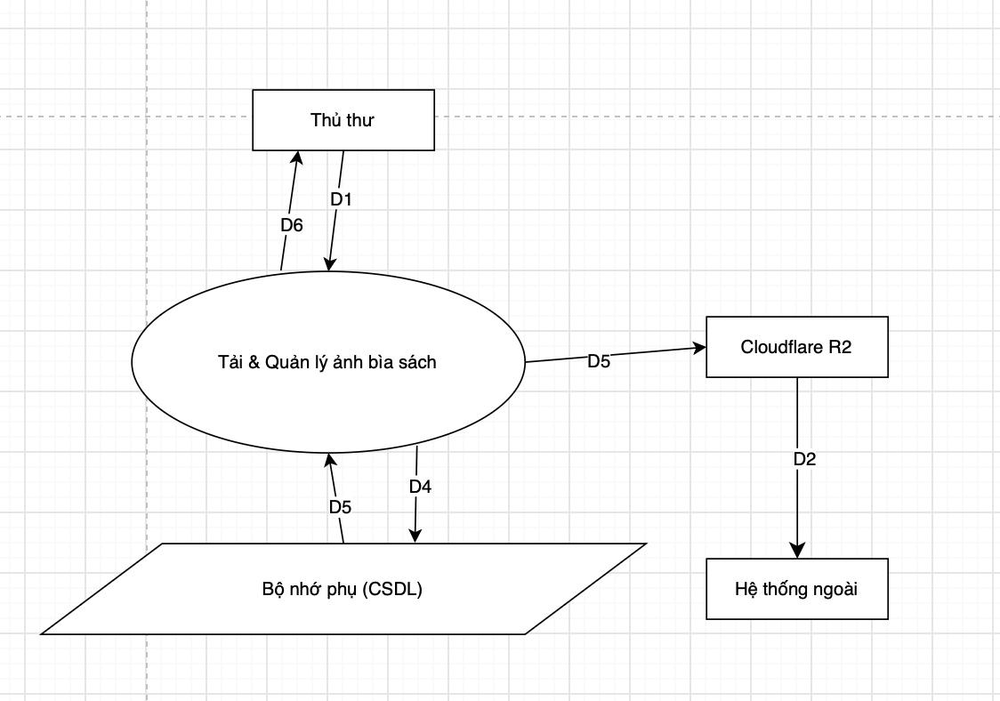 Thủ thư
D1
D6
Tải & Quản lý ảnh bìa sách
Cloudflare R2
D5
D2
D4
D5
Bộ nhớ phụ (CSDL)
Hệ thống ngoài